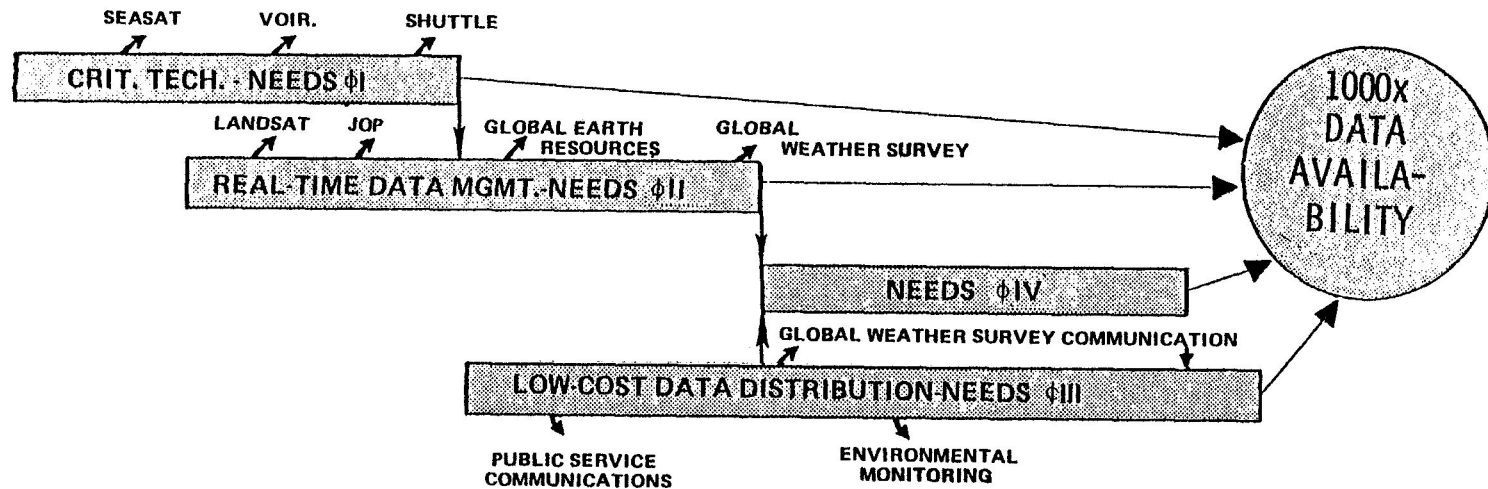 SEASAT VOIR. SHUTTLE
CRIT. TECH. - NEEDS ϕI
LANDSAT JOP GLOBAL EARTH
RESOURCES
GLOBAL
WEATHER SURVEY
REAL-TIME DATA MGMT.-NEEDS ϕII
NEEDS ϕIV
GLOBAL WEATHER SURVEY COMMUNICATION
LOW-COST DATA DISTRIBUTION-NEEDS ϕIII
PUBLIC SERVICE
COMMUNICATIONS
ENVIRONMENTAL
MONITORING
1000x
DATA
AVAILA-
BILITY